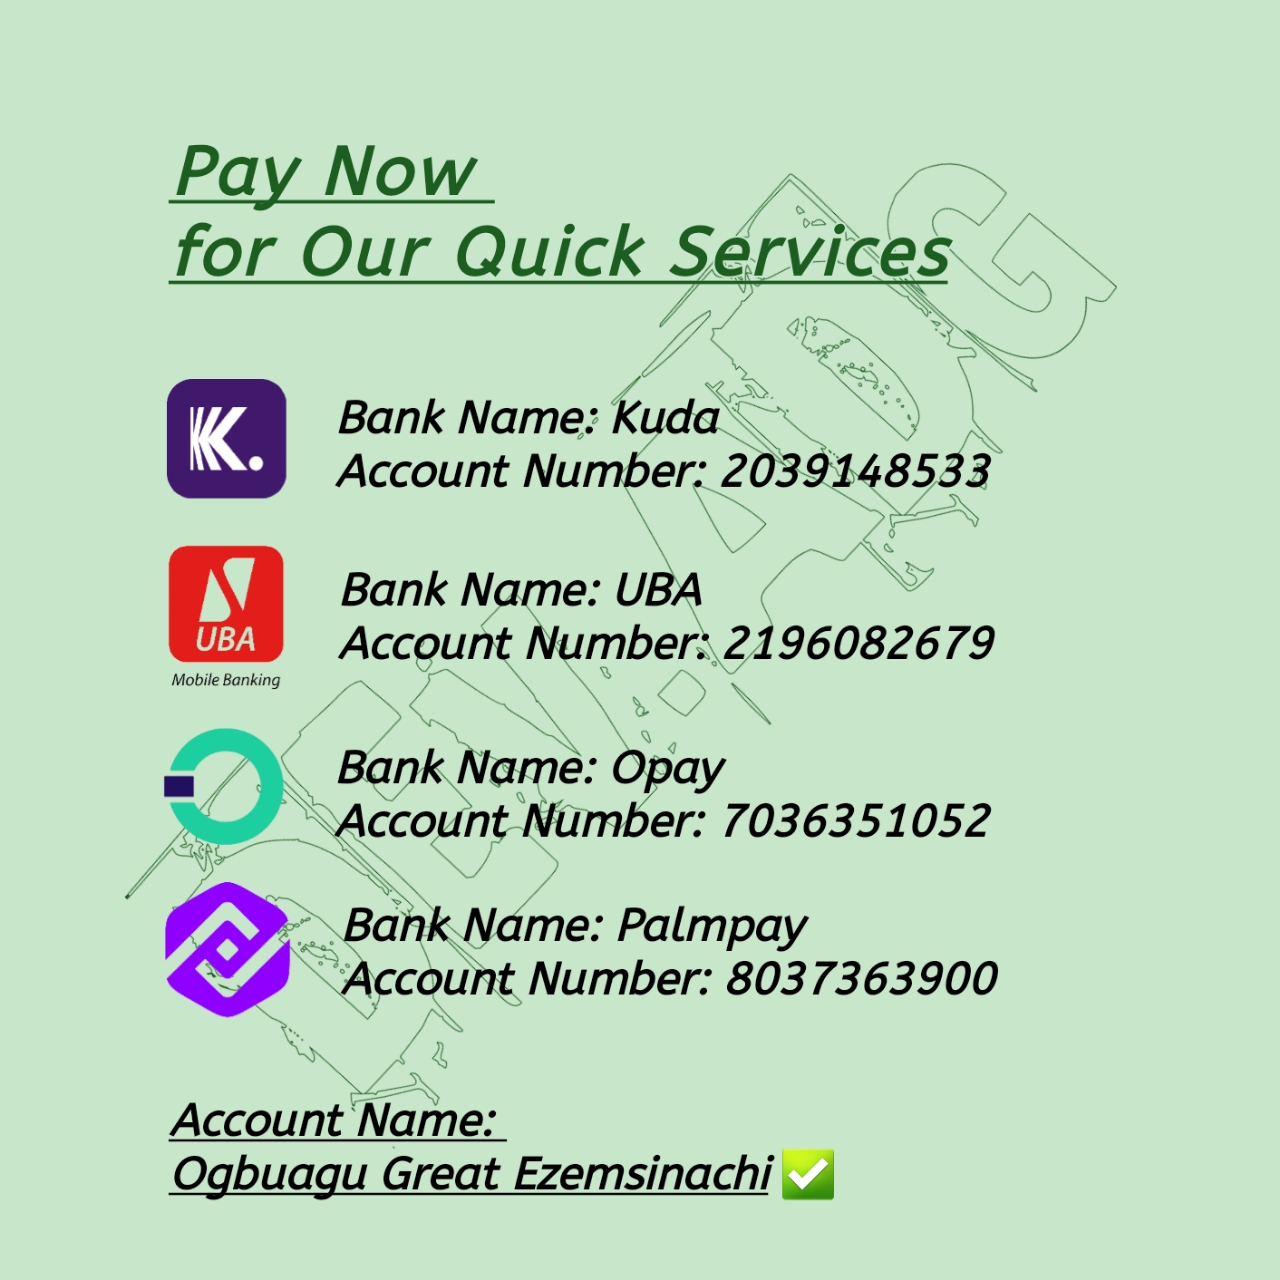 Pay Now
for Our Quick Services
K.
Bank Name: Kuda
Account Number: 2039148533
UBA
Mobile Banking
Bank Name: UBA
Account Number: 2196082679
Bank Name: Opay
Account Number: 7036351052
Bank Name: Palmpay
Account Number: 8037363900
Account Name:
Ogbuagu Great Ezemsinachi ✅
DEV.ADG